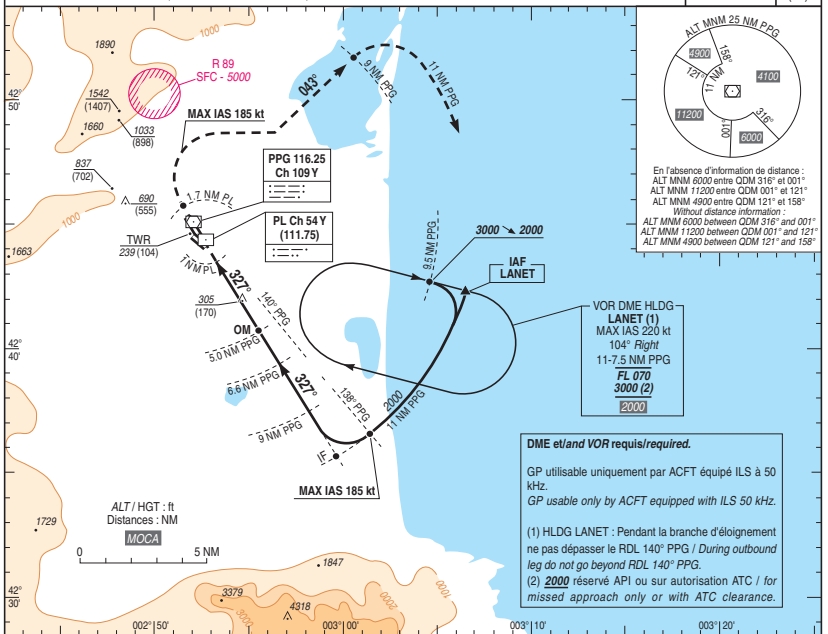 1000
1890
R 89
SFC - 5000
42°
50'
1542
(1407)
1660
1033
(898)
MAX IAS 185 kt
043°
9 NM PPG
11 NM PPG
837
(702)
690
(555)
1.7 NM PL
PPG 116.25
Ch 109 Y
PL Ch 54 Y
(111.75)
1000
1663
TWR
239 (104)
1 NM PL
327°
305
(170)
140° PPG
OM
5.0 NM PPG
6.6 NM PPG
327°
138° PPG
9 NM PPG
IF
2000
11 NM PPG
MAX IAS 185 kt
9.5 NM PPG
3000 ↘ 2000
IAF
LANET
42°
40'
VOR DME HLDG
LANET (1)
MAX IAS 220 kt
104° Right
11-7.5 NM PPG
FL 070
3000 (2)
2000
ALT MNM 25 NM PPG
4900
158°
121°
11 NM
4100
11200
001°
316°
6000
En l'absence d'information de distance :
ALT MNM 6000 entre QDM 316° et 001°
ALT MNM 11200 entre QDM 001° et 121°
ALT MNM 4900 entre QDM 121° et 158°
Without distance information :
ALT MNM 6000 between QDM 316° and 001°
ALT MNM 11200 between QDM 001° and 121°
ALT MNM 4900 between QDM 121° and 158°
DME et/and VOR requis/required.
GP utilisable uniquement par ACFT équipé ILS à 50
kHz.
GP usable only by ACFT equipped with ILS 50 kHz.
(1) HLDG LANET : Pendant la branche d'éloignement
ne pas dépasser le RDL 140° PPG / During outbound
leg do not go beyond RDL 140° PPG.
(2) 2000 réservé API ou sur autorisation ATC / for
missed approach only or with ATC clearance.
ALT / HGT : ft
Distances : NM
MOCA
0 5 NM
1729
1847
3379
4318
1000
2000
3000
1000
42°
30'
002° 50'
003° 00'
003° 10'
003° 20'